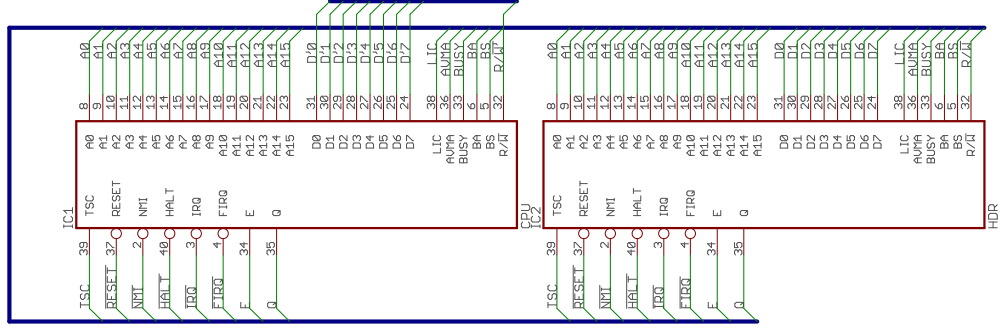 A0 A1 A2 A3 A4 A5 A6 A7 A8 A9 A10 A11 A12 A13 A14 A15 D'0 D'1 D'2 D'3 D'4 D'5 D'6 D'7 LIC AVMA BUSY BA BS R/W A0 A1 A2 A3 A4 A5 A6 A7 A8 A9 A10 A11 A12 A13 A14 A15 D0 D1 D2 D3 D4 D5 D6 D7 LIC AVMA BUSY BA BS R/W
8 9 10 11 12 13 14 15 16 17 18 19 20 21 22 23 31 30 29 28 27 26 25 24 38 36 33 6 5 32 8 9 10 11 12 13 14 15 16 17 18 19 20 21 22 23 31 30 29 28 27 26 25 24 38 36 33 6 5 32
A0 A1 A2 A3 A4 A5 A6 A7 A8 A9 A10 A11 A12 A13 A14 A15 D0 D1 D2 D3 D4 D5 D6 D7 LIC AVMA BUSY BA BS R/W A0 A1 A2 A3 A4 A5 A6 A7 A8 A9 A10 A11 A12 A13 A14 A15 D0 D1 D2 D3 D4 D5 D6 D7 LIC AVMA BUSY BA BS R/W
IC1 TSC RESET NMI HALT IRQ FIRQ E Q CPU IC2 TSC RESET NMI HALT IRQ FIRQ E Q HDR
39 37 2 40 3 4 34 35 39 37 2 40 3 4 34 35
TSC RESET NMI HALT IRQ FIRQ E Q TSC RESET NMI HALT IRQ FIRQ E Q